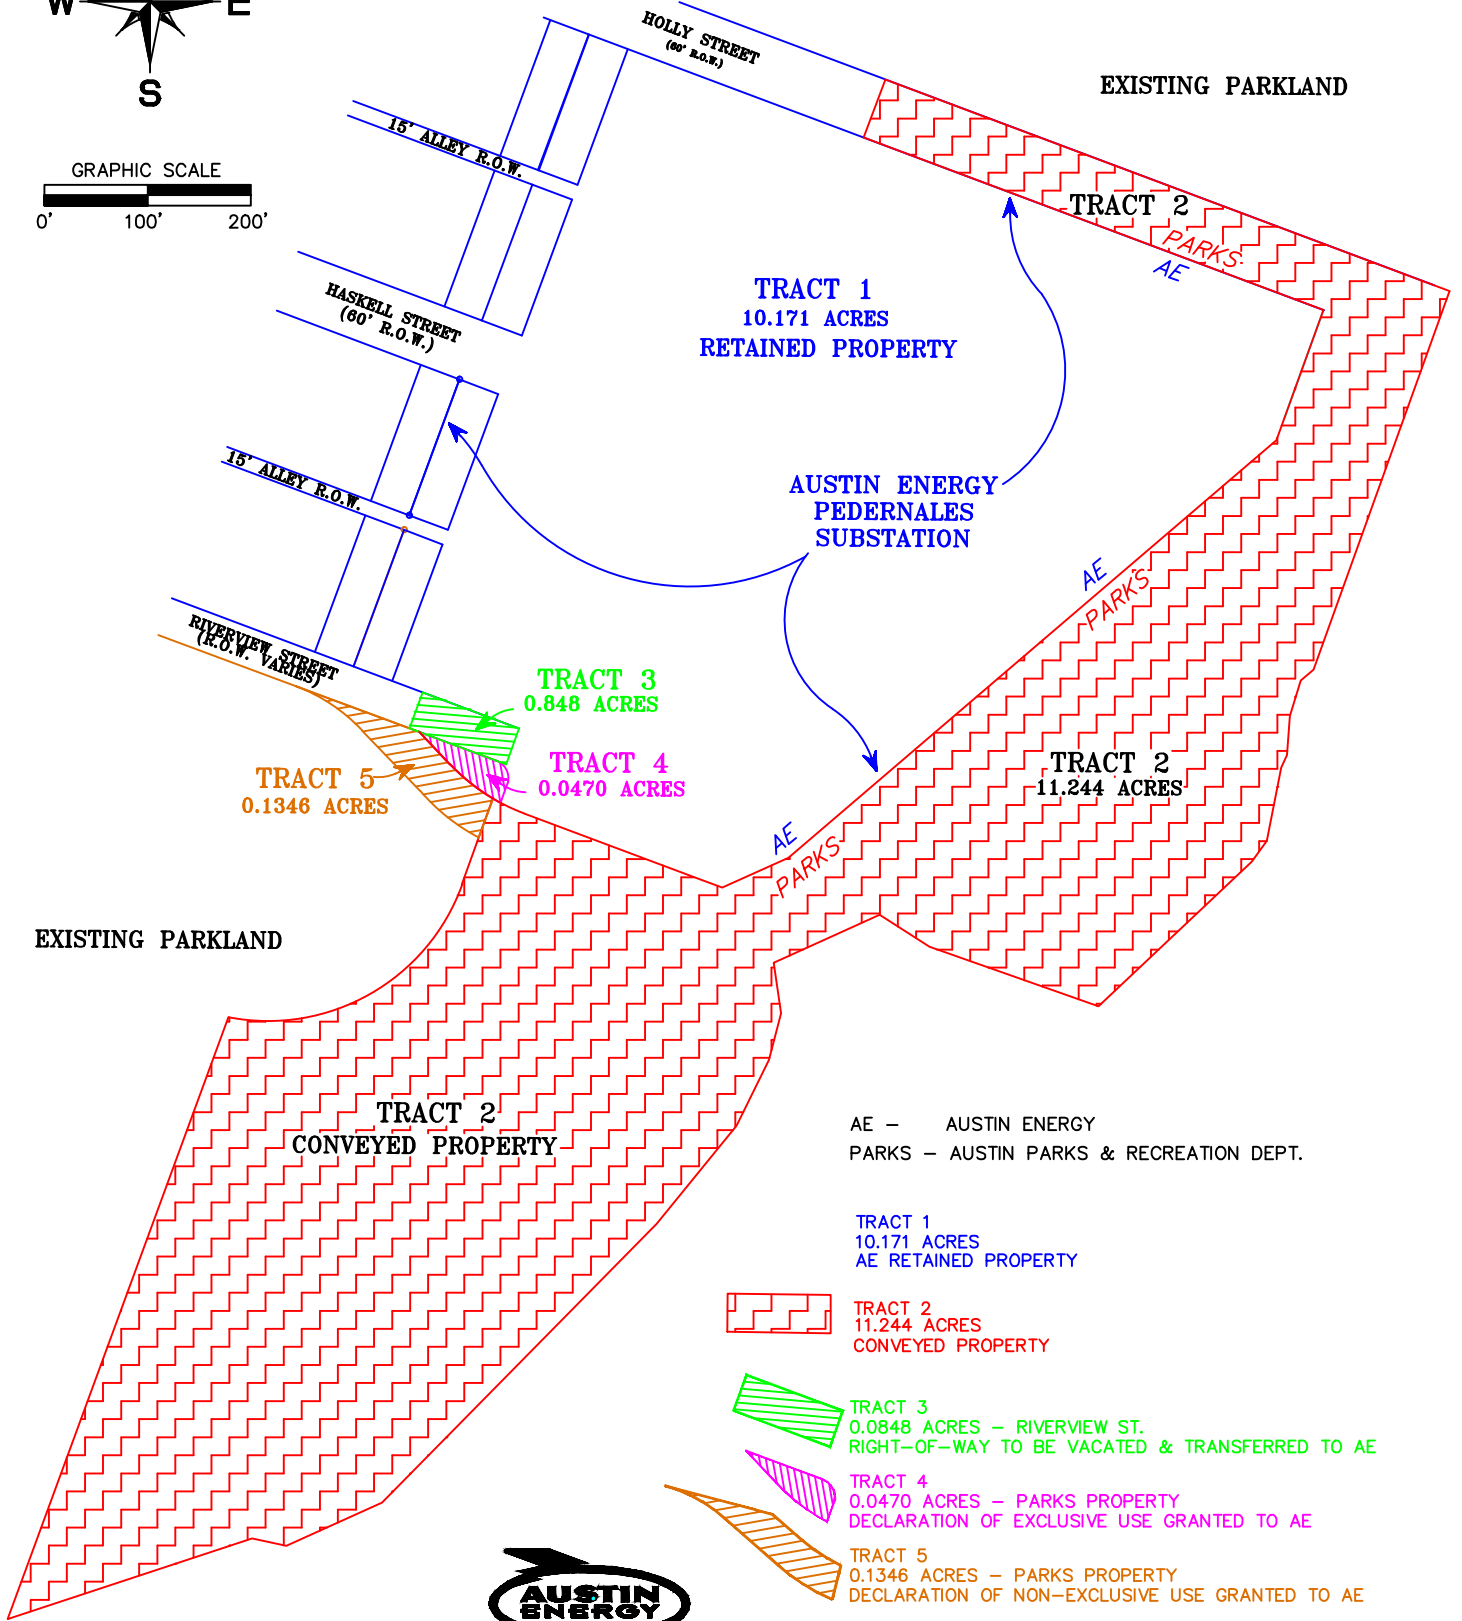 W E
S
GRAPHIC SCALE
0' 100' 200'
HOLLY STREET
(60' R.O.W.)
EXISTING PARKLAND
15' ALLEY R.O.W.
TRACT 2
PARKS
AE
HASKELL STREET
(60' R.O.W.)
TRACT 1
10.171 ACRES
RETAINED PROPERTY
15' ALLEY R.O.W.
AUSTIN ENERGY
PEDERNALES
SUBSTATION
AE
PARKS
RIVERVIEW STREET
(R.O.W. VARIES)
TRACT 3
0.848 ACRES
TRACT 4
0.0470 ACRES
TRACT 5
0.1346 ACRES
TRACT 2
11.244 ACRES
AE
PARKS
EXISTING PARKLAND
TRACT 2
CONVEYED PROPERTY
AE – AUSTIN ENERGY
PARKS – AUSTIN PARKS & RECREATION DEPT.
TRACT 1
10.171 ACRES
AE RETAINED PROPERTY
TRACT 2
11.244 ACRES
CONVEYED PROPERTY
TRACT 3
0.0848 ACRES – RIVERVIEW ST.
RIGHT–OF–WAY TO BE VACATED & TRANSFERRED TO AE
TRACT 4
0.0470 ACRES – PARKS PROPERTY
DECLARATION OF EXCLUSIVE USE GRANTED TO AE
TRACT 5
0.1346 ACRES – PARKS PROPERTY
DECLARATION OF NON–EXCLUSIVE USE GRANTED TO AE
AUSTIN
ENERGY